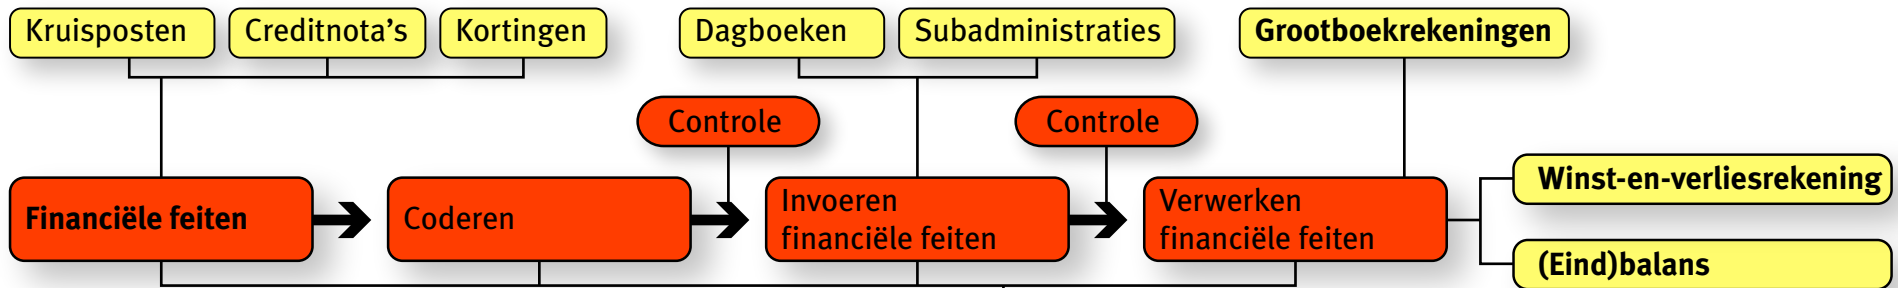 Kruisposten
Creditnota’s
Kortingen
Dagboeken
Subadministraties
Grootboekrekeningen
Controle
Controle
Financiële feiten
Coderen
Invoeren
financiële feiten
Verwerken
financiële feiten
Winst-en-verliesrekening
(Eind)balans